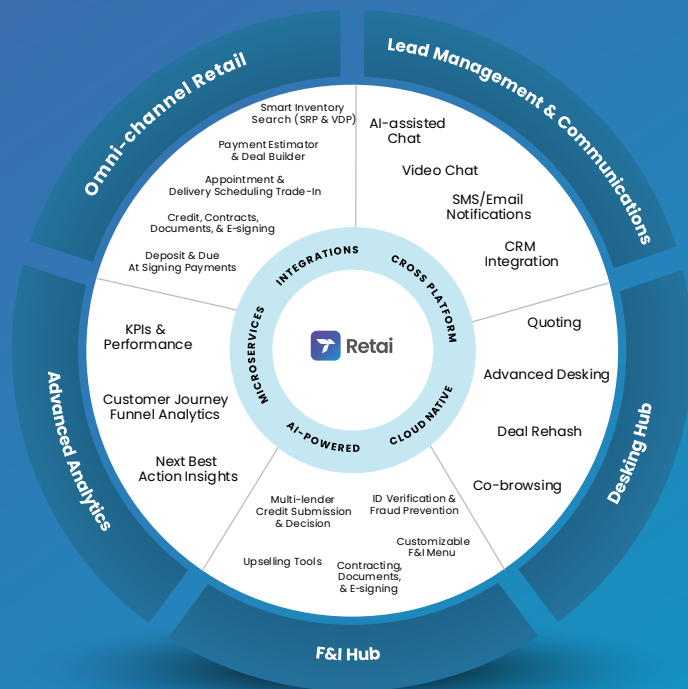 Omni-channel Retail
Smart Inventory
Search (SRP & VDP)
Payment Estimator
& Deal Builder
Appointment &
Delivery Scheduling Trade-In
Credit, Contracts,
Documents, & E-signing
Deposit & Due
At Signing Payments
Lead Management & Communications
AI-assisted
Chat
Video Chat
SMS/Email
Notifications
CRM
Integration
Desking Hub
Quoting
Advanced Desking
Deal Rehash
Co-browsing
F&I Hub
Multi-lender
Credit Submission
& Decision
ID Verification &
Fraud Prevention
Customizable
F&I Menu
Upselling Tools
Contracting,
Documents,
& E-signing
Advanced Analytics
KPIs &
Performance
Customer Journey
Funnel Analytics
Next Best
Action Insights
INTEGRATIONS
CROSS PLATFORM
CLOUD NATIVE
AI-POWERED
MICROSERVICES
Retai